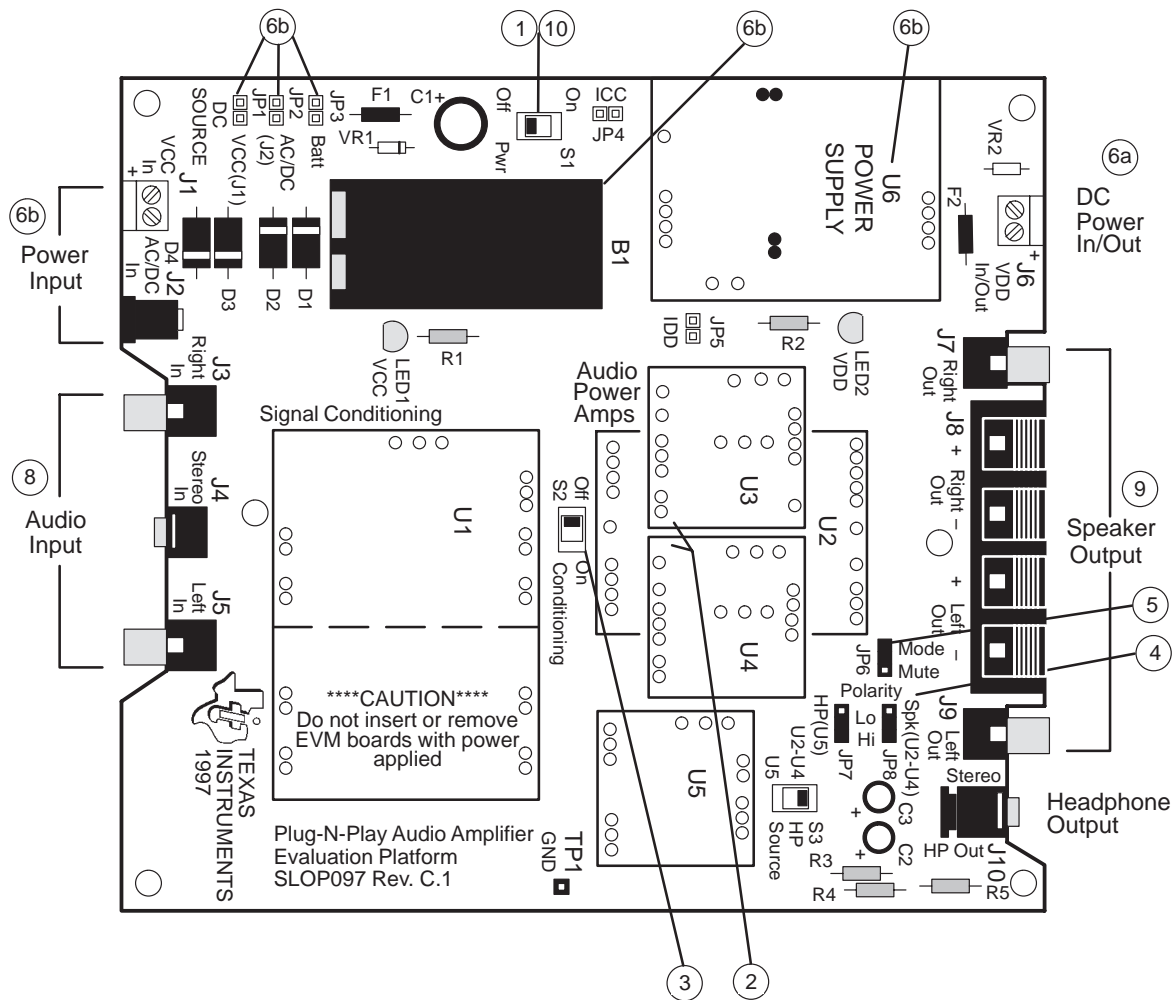 6b
1
10
6b
6b
DC
SOURCE
JP1
VCC(J1)
JP2
AC/DC
(J2)
JP3
Batt
F1
VR1
C1+
Off
On
Pwr
S1
ICC
JP4
U6
POWER
SUPPLY
VR2
F2
6a
DC
Power
In/Out
6b
Power
Input
VCC
In
+
J1
D4
AC/DC
In
J2
D3
D2
D1
B1
+
J6
VDD
In/Out
LED1
VCC
R1
IDD
JP5
R2
LED2
VDD
J3
Right
In
J7
Right
Out
Signal Conditioning
Audio
Power
Amps
8
Audio
Input
J4
Stereo
In
J5
Left
In
U1
S2
Off
On
Conditioning
U3
U2
U4
J8
+
Right
Out
–
+
Left
Out
–
9
Speaker
Output
5
4
JP6
Mode
Mute
Polarity
HP(U5)
Lo
Hi
JP7
Spk(U2-U4)
JP8
J9
Left
Out
****CAUTION****
Do not insert or remove
EVM boards with power
applied
TEXAS
INSTRUMENTS
1997
U5
U2-U4
U5
S3
HP
Source
+
C3
+
C2
Stereo
HP Out
J10
Headphone
Output
R3
R4
R5
Plug-N-Play Audio Amplifier
Evaluation Platform
SLOP097 Rev. C.1
TP1
GND
3
2